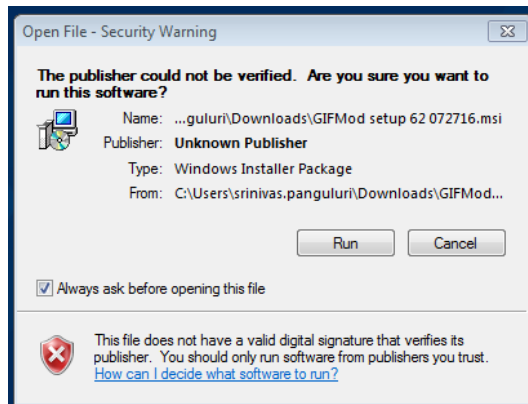 Open File - Security Warning
The publisher could not be verified. Are you sure you want to
run this software?
Name: ...guluri\Downloads\GIFMod setup 62 072716.msi
Publisher: Unknown Publisher
Type: Windows Installer Package
From: C:\Users\srinivas.panguluri\Downloads\GIFMod...
Run Cancel
Always ask before opening this file
This file does not have a valid digital signature that verifies its
publisher. You should only run software from publishers you trust.
How can I decide what software to run?